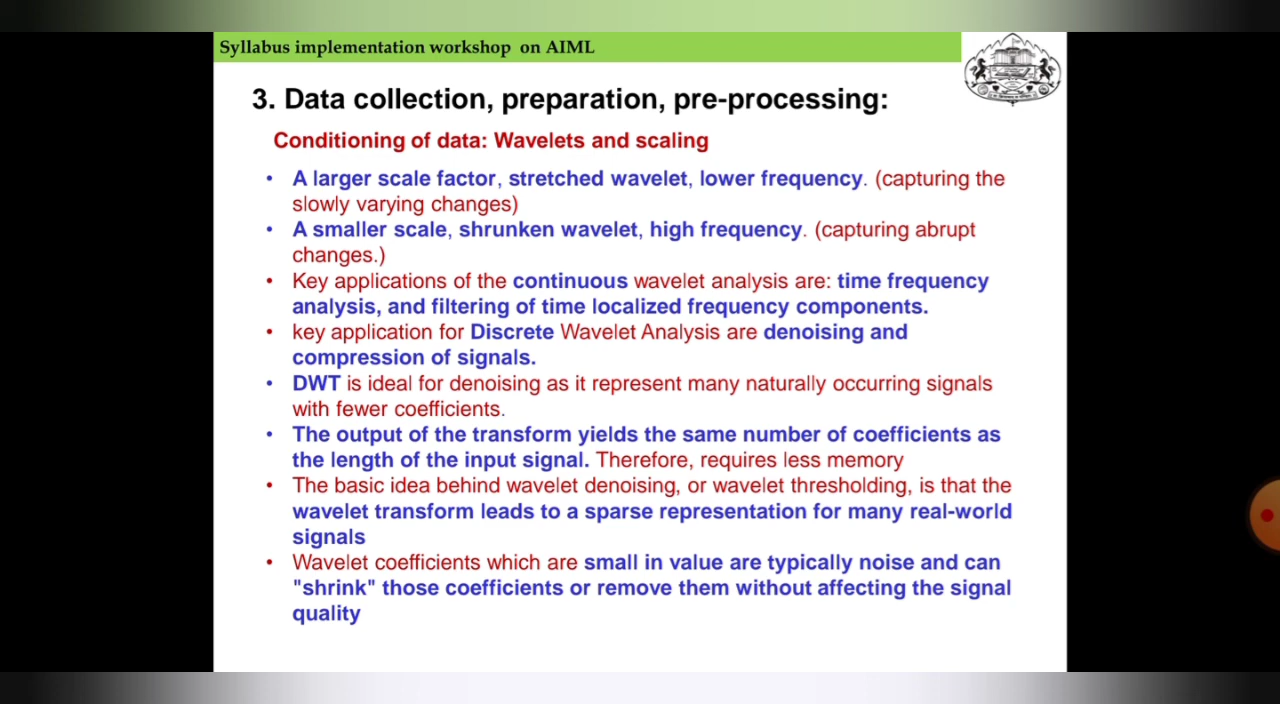 Syllabus implementation workshop on AIML
3. Data collection, preparation, pre-processing:
Conditioning of data: Wavelets and scaling
• A larger scale factor, stretched wavelet, lower frequency. (capturing the
slowly varying changes)
• A smaller scale, shrunken wavelet, high frequency. (capturing abrupt
changes.)
• Key applications of the continuous wavelet analysis are: time frequency
analysis, and filtering of time localized frequency components.
• key application for Discrete Wavelet Analysis are denoising and
compression of signals.
• DWT is ideal for denoising as it represent many naturally occurring signals
with fewer coefficients.
• The output of the transform yields the same number of coefficients as
the length of the input signal. Therefore, requires less memory
• The basic idea behind wavelet denoising, or wavelet thresholding, is that the
wavelet transform leads to a sparse representation for many real-world
signals
• Wavelet coefficients which are small in value are typically noise and can
"shrink" those coefficients or remove them without affecting the signal
quality